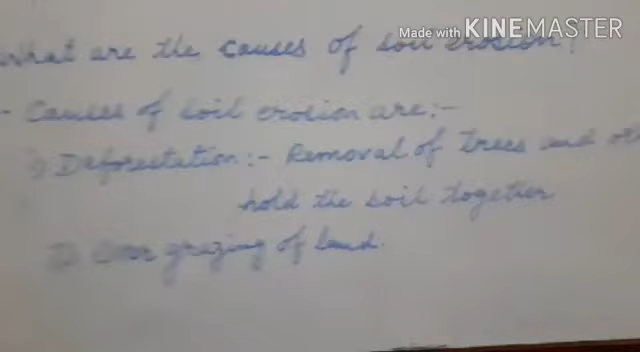 Made with KINEMASTER
What are the causes of soil erosion?
- Causes of soil erosion are:-
Deforestation:- Removal of trees and
hold the soil together
Over grazing of land.